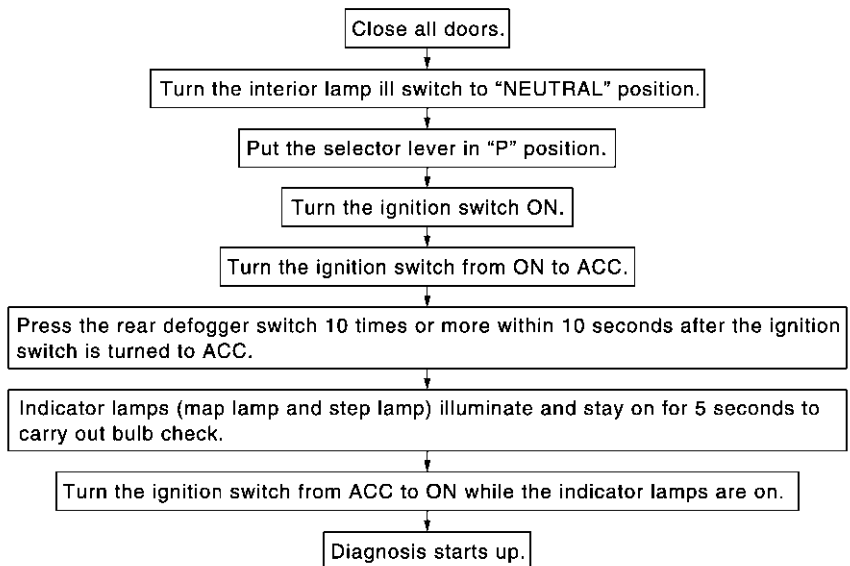 Close all doors.
Turn the interior lamp ill switch to “NEUTRAL” position.
Put the selector lever in “P” position.
Turn the ignition switch ON.
Turn the ignition switch from ON to ACC.
Press the rear defogger switch 10 times or more within 10 seconds after the ignition
switch is turned to ACC.
Indicator lamps (map lamp and step lamp) illuminate and stay on for 5 seconds to
carry out bulb check.
Turn the ignition switch from ACC to ON while the indicator lamps are on.
Diagnosis starts up.